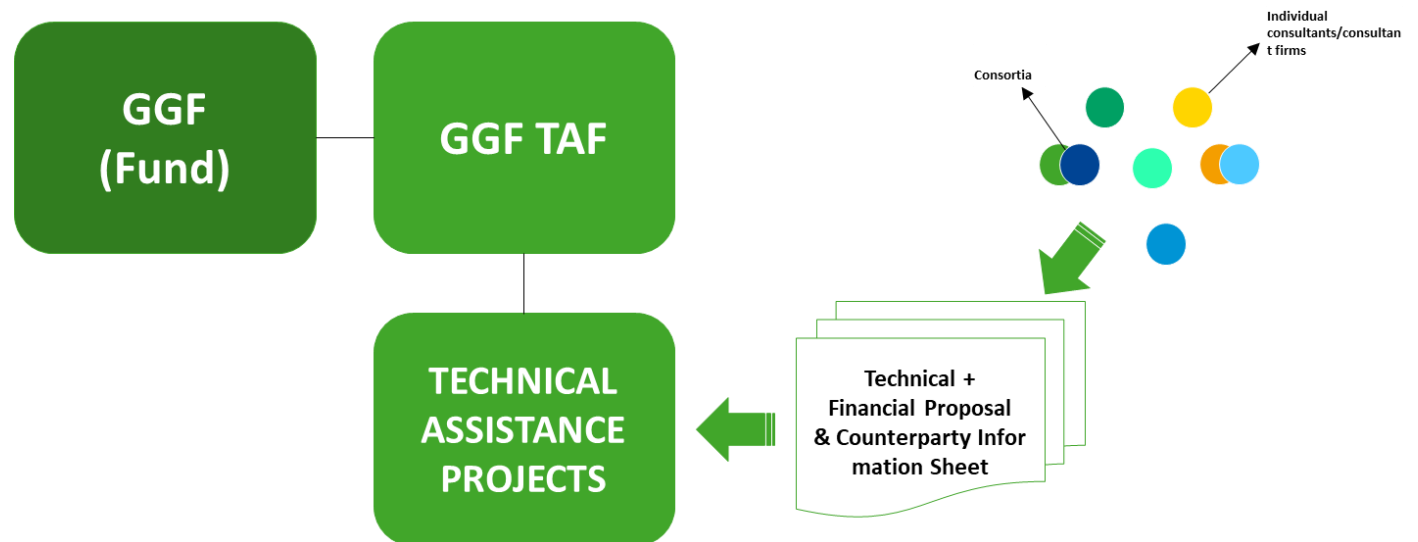 GGF
(Fund)
GGF TAF
TECHNICAL
ASSISTANCE
PROJECTS
Consortia
Individual
consultants/consultan
t firms
Technical +
Financial Proposal
& Counterparty Infor
mation Sheet